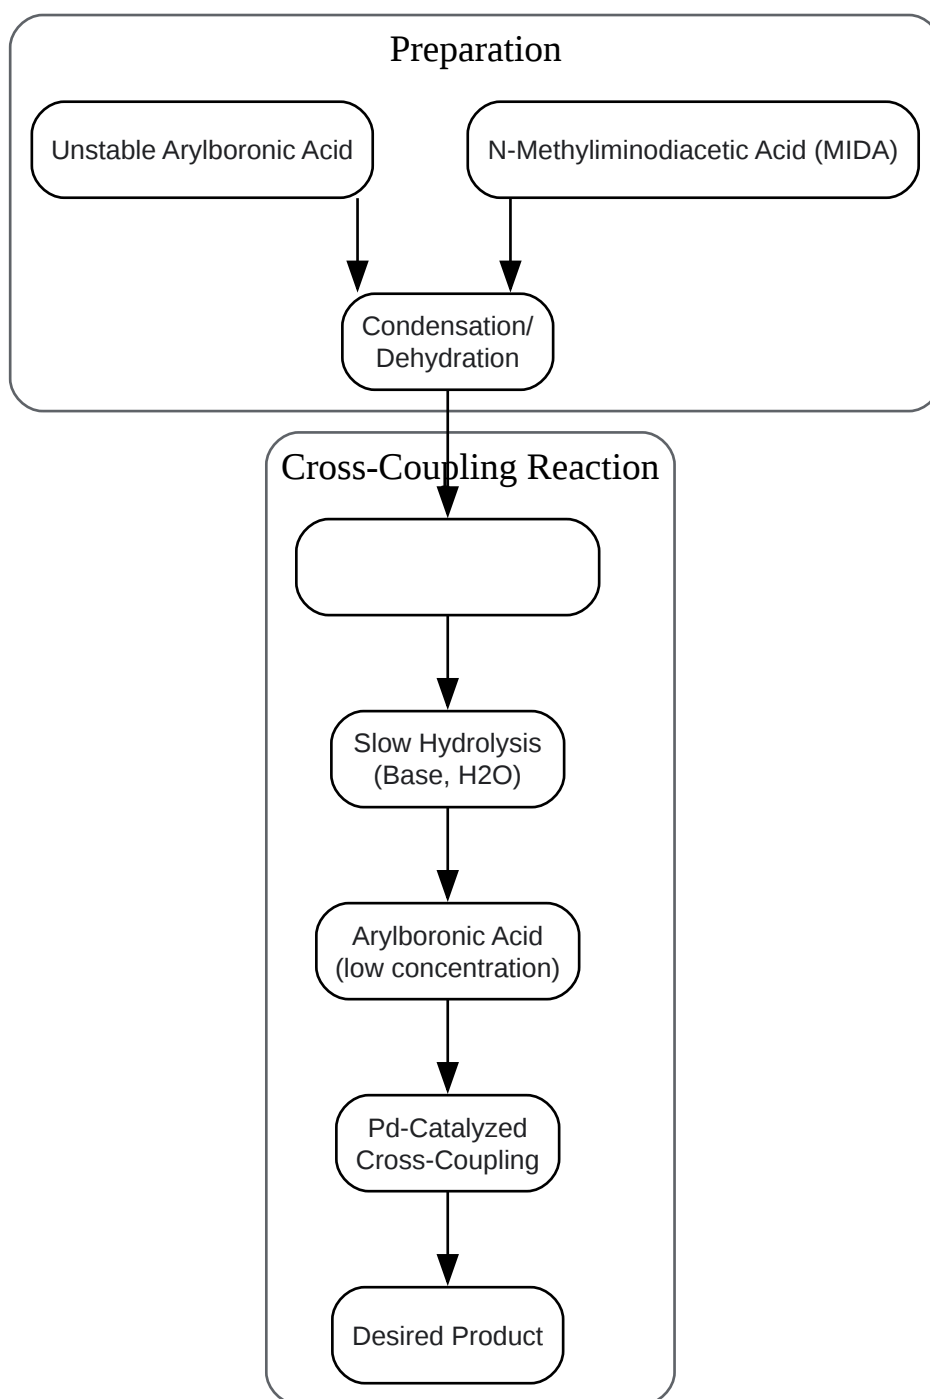 Preparation
Unstable Arylboronic Acid
N-Methyliminodiacetic Acid (MIDA)
Condensation/
Dehydration
Cross-Coupling Reaction
Slow Hydrolysis
(Base, H2O)
Arylboronic Acid
(low concentration)
Pd-Catalyzed
Cross-Coupling
Desired Product